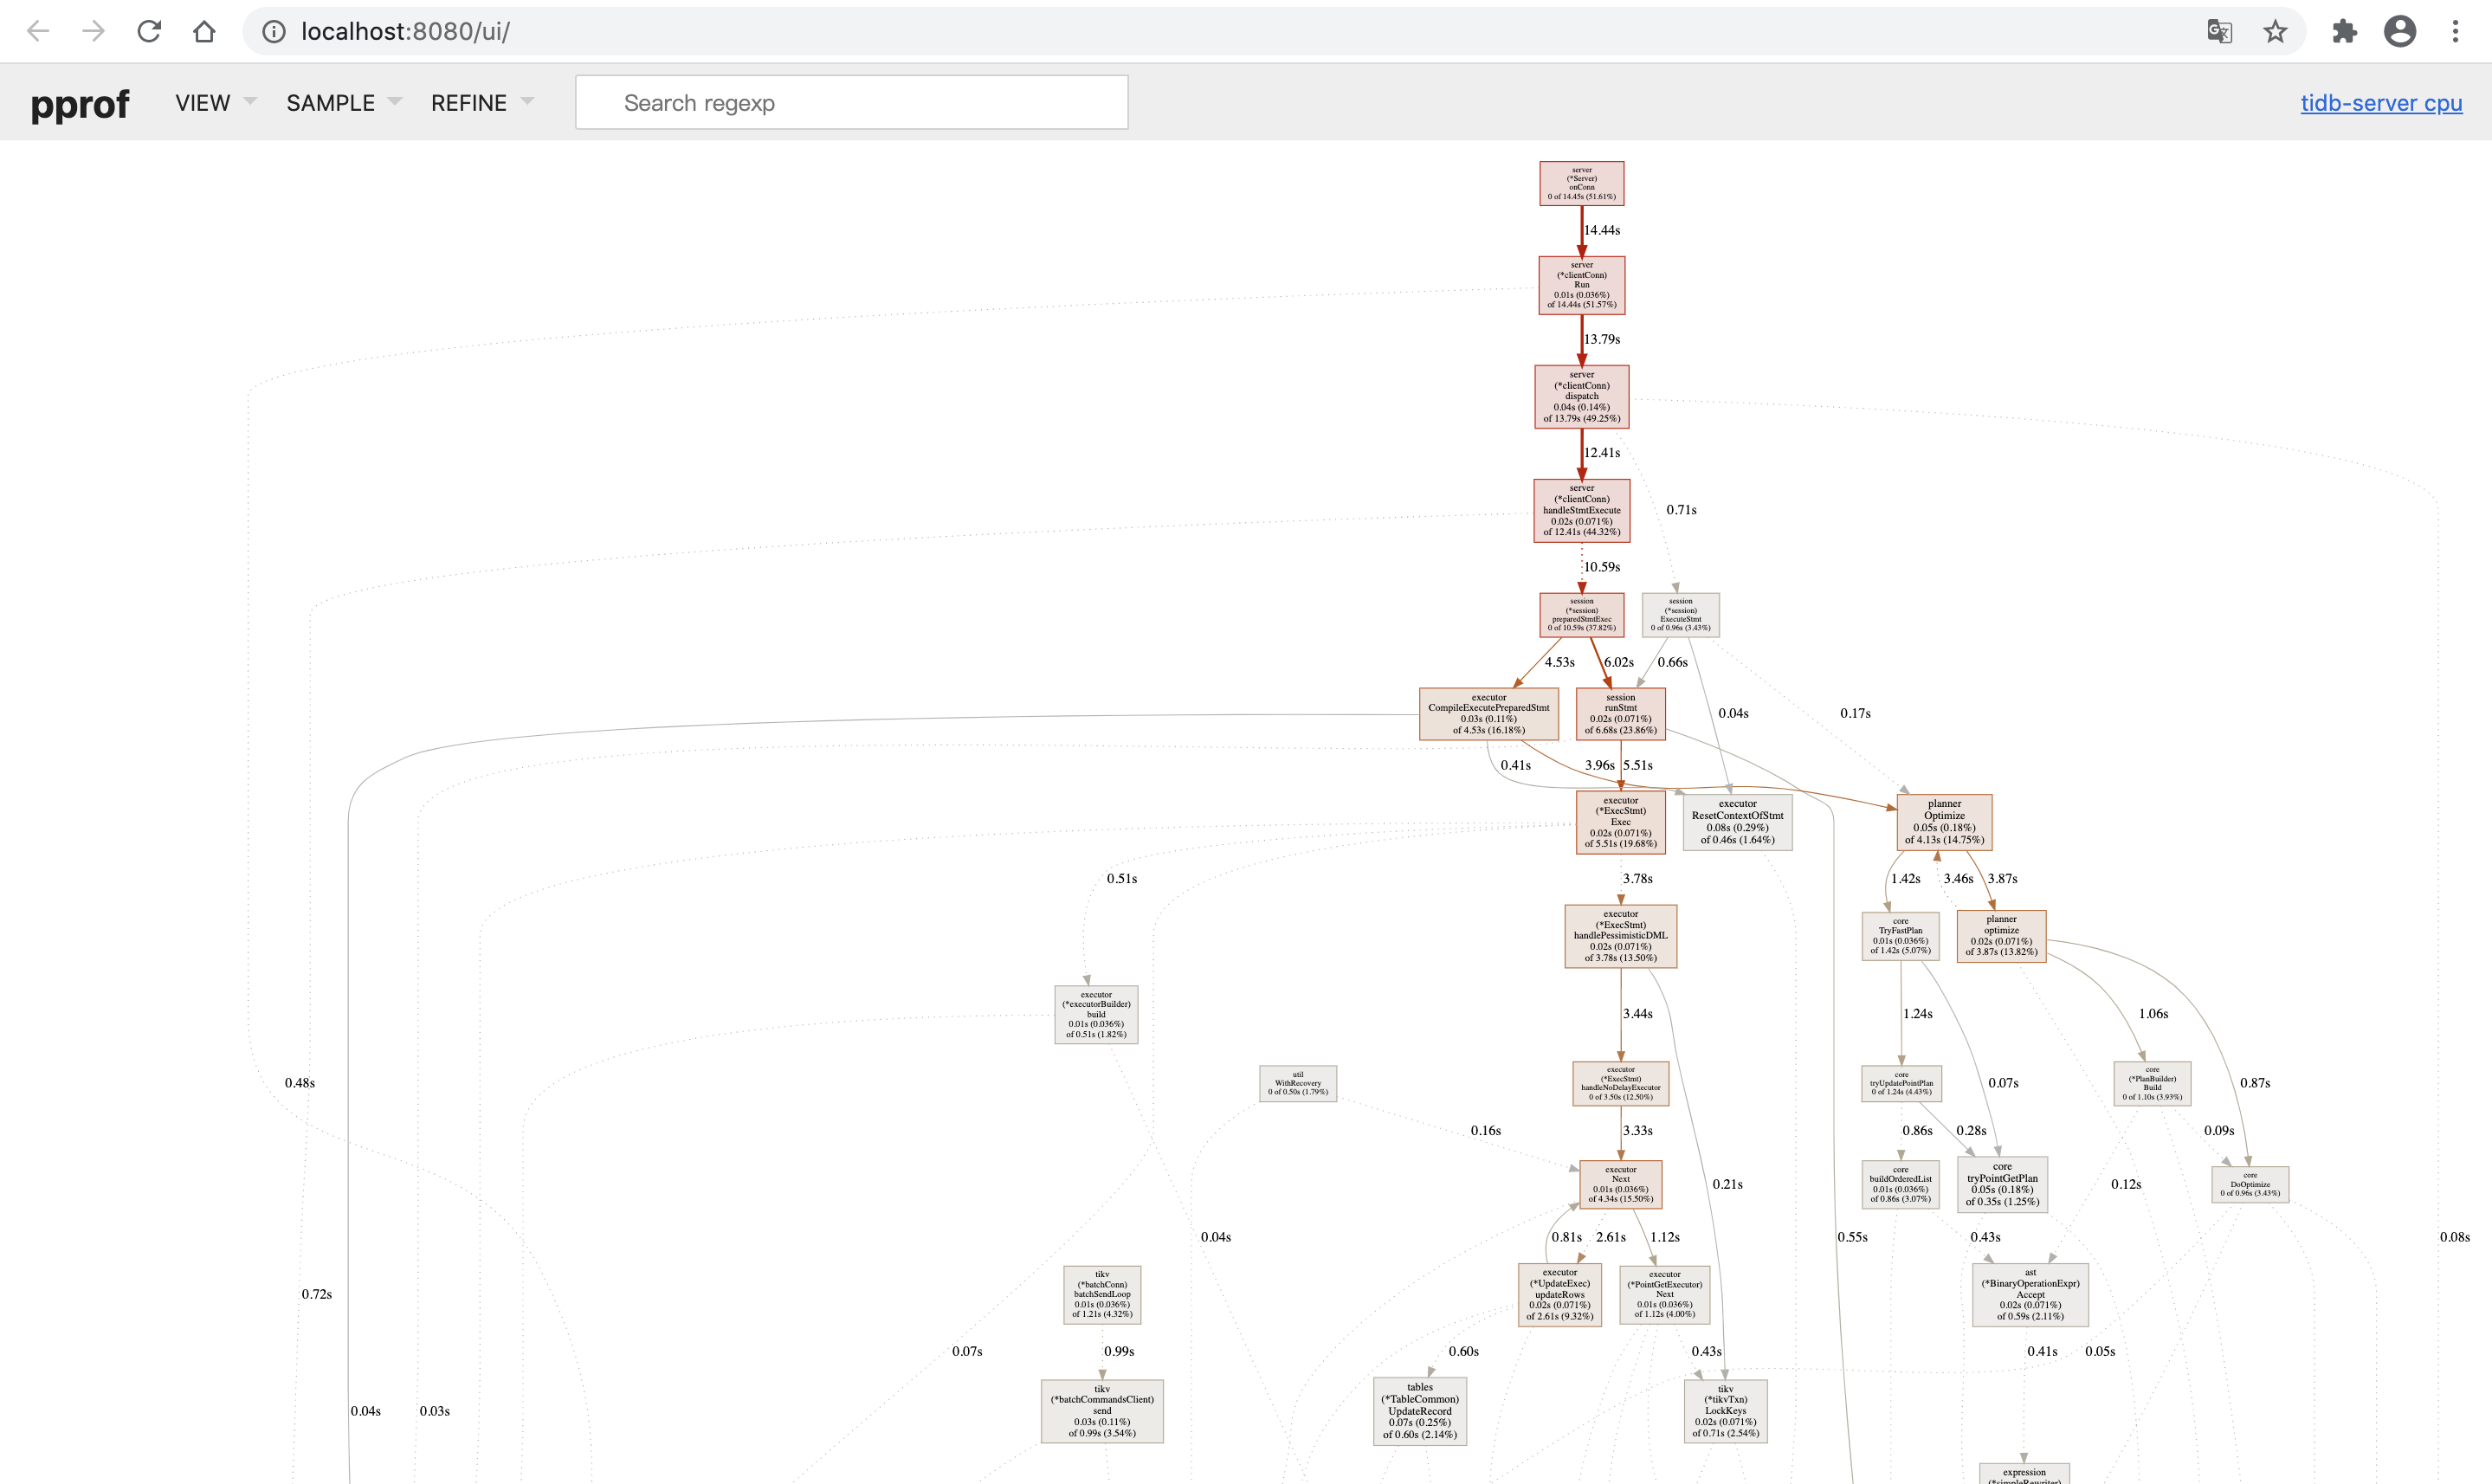 localhost:8080/ui/
pprof
VIEW
SAMPLE
REFINE
Search regexp
tidb-server cpu
server
(*Server)
onConn
0 of 14.45s (51.61%)
14.44s
server
(*clientConn)
Run
0.01s (0.036%)
of 14.44s (51.57%)
13.79s
server
(*clientConn)
dispatch
0.04s (0.14%)
of 13.79s (49.25%)
12.41s
server
(*clientConn)
handleStmtExecute
0.02s (0.071%)
of 12.41s (44.32%)
0.71s
10.59s
session
(*session)
preparedStmtExec
0 of 10.59s (37.82%)
session
(*session)
ExecuteStmt
0 of 0.96s (3.43%)
4.53s
6.02s
0.66s
executor
CompileExecutePreparedStmt
0.03s (0.11%)
of 4.53s (16.18%)
session
runStmt
0.02s (0.071%)
of 6.68s (23.86%)
0.04s
0.17s
0.41s
3.96s
5.51s
executor
(*ExecStmt)
Exec
0.02s (0.071%)
of 5.51s (19.68%)
executor
ResetContextOfStmt
0.08s (0.29%)
of 0.46s (1.64%)
planner
Optimize
0.05s (0.18%)
of 4.13s (14.75%)
0.51s
3.78s
1.42s
3.46s
3.87s
executor
(*ExecStmt)
handlePessimisticDML
0.02s (0.071%)
of 3.78s (13.50%)
core
TryFastPlan
0.01s (0.036%)
of 1.42s (5.07%)
planner
optimize
0.02s (0.071%)
of 3.87s (13.82%)
executor
(*executorBuilder)
build
0.01s (0.036%)
of 0.51s (1.82%)
3.44s
1.24s
1.06s
0.48s
util
WithRecovery
0 of 0.50s (1.79%)
executor
(*ExecStmt)
handleNoDelayExecutor
0 of 3.50s (12.50%)
core
tryUpdatePointPlan
0 of 1.24s (4.43%)
0.07s
core
(*PlanBuilder)
Build
0 of 1.10s (3.93%)
0.87s
0.16s
3.33s
0.86s
0.28s
0.09s
executor
Next
0.01s (0.036%)
of 4.34s (15.50%)
0.21s
core
buildOrderedList
0.01s (0.036%)
of 0.86s (3.07%)
core
tryPointGetPlan
0.05s (0.18%)
of 0.35s (1.25%)
0.12s
core
DoOptimize
0 of 0.96s (3.43%)
0.04s
0.81s
2.61s
1.12s
0.55s
0.43s
0.08s
0.72s
tikv
(*batchConn)
batchSendLoop
0.01s (0.036%)
of 1.21s (4.32%)
executor
(*UpdateExec)
updateRows
0.02s (0.071%)
of 2.61s (9.32%)
executor
(*PointGetExecutor)
Next
0.01s (0.036%)
of 1.12s (4.00%)
ast
(*BinaryOperationExpr)
Accept
0.02s (0.071%)
of 0.59s (2.11%)
0.07s
0.99s
0.60s
0.43s
0.41s
0.05s
0.04s
0.03s
tikv
(*batchCommandsClient)
send
0.03s (0.11%)
of 0.99s (3.54%)
tables
(*TableCommon)
UpdateRecord
0.07s (0.25%)
of 0.60s (2.14%)
tikv
(*tikvTxn)
LockKeys
0.02s (0.071%)
of 0.71s (2.54%)
expression
(*simpleRewriter)